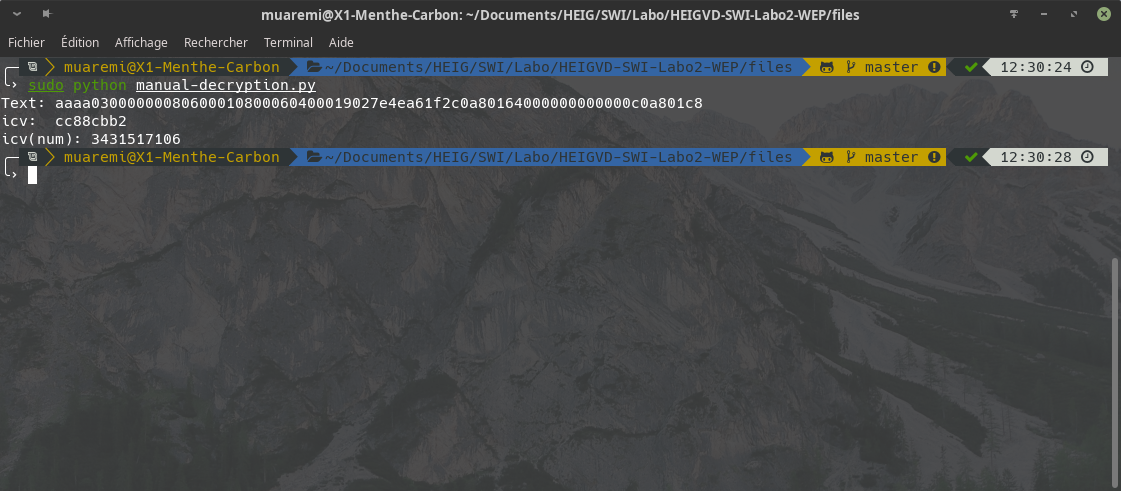 muaremi@X1-Menthe-Carbon: ~/Documents/HEIG/SWI/Labo/HEIGVD-SWI-Labo2-WEP/files
Fichier Édition Affichage Rechercher Terminal Aide
muaremi@X1-Menthe-Carbon ~/Documents/HEIG/SWI/Labo/HEIGVD-SWI-Labo2-WEP/files master 12:30:24
sudo python manual-decryption.py
Text: aaaa03000000080600010800060400019027e4ea61f2c0a80164000000000000c0a801c8
icv:  cc88cbb2
icv(num): 3431517106
muaremi@X1-Menthe-Carbon ~/Documents/HEIG/SWI/Labo/HEIGVD-SWI-Labo2-WEP/files master 12:30:28